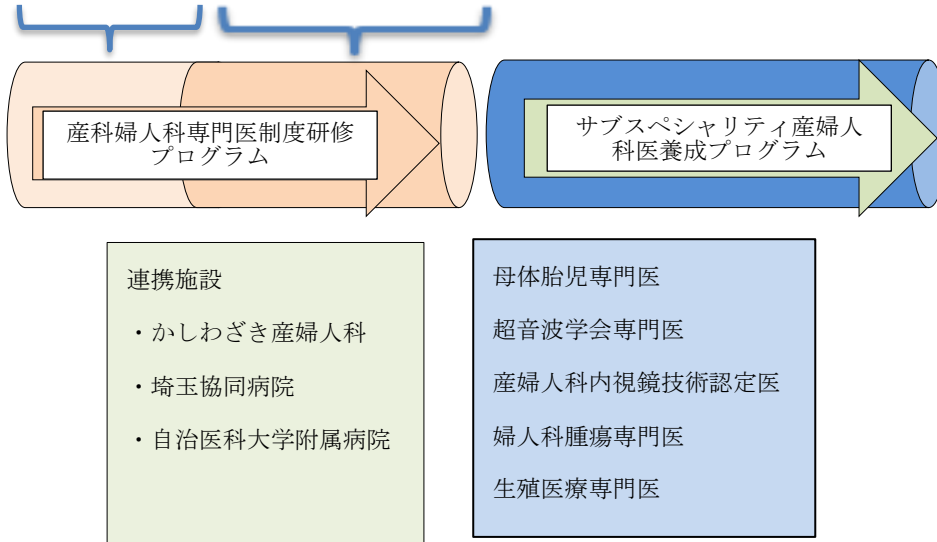 産科婦人科専門医制度研修
プログラム
サブスペシャリティ産婦人
科医養成プログラム
連携施設
・かしわざき産婦人科
・埼玉協同病院
・自治医科大学附属病院
母体胎児専門医
超音波学会専門医
産婦人科内視鏡技術認定医
婦人科腫瘍専門医
生殖医療専門医